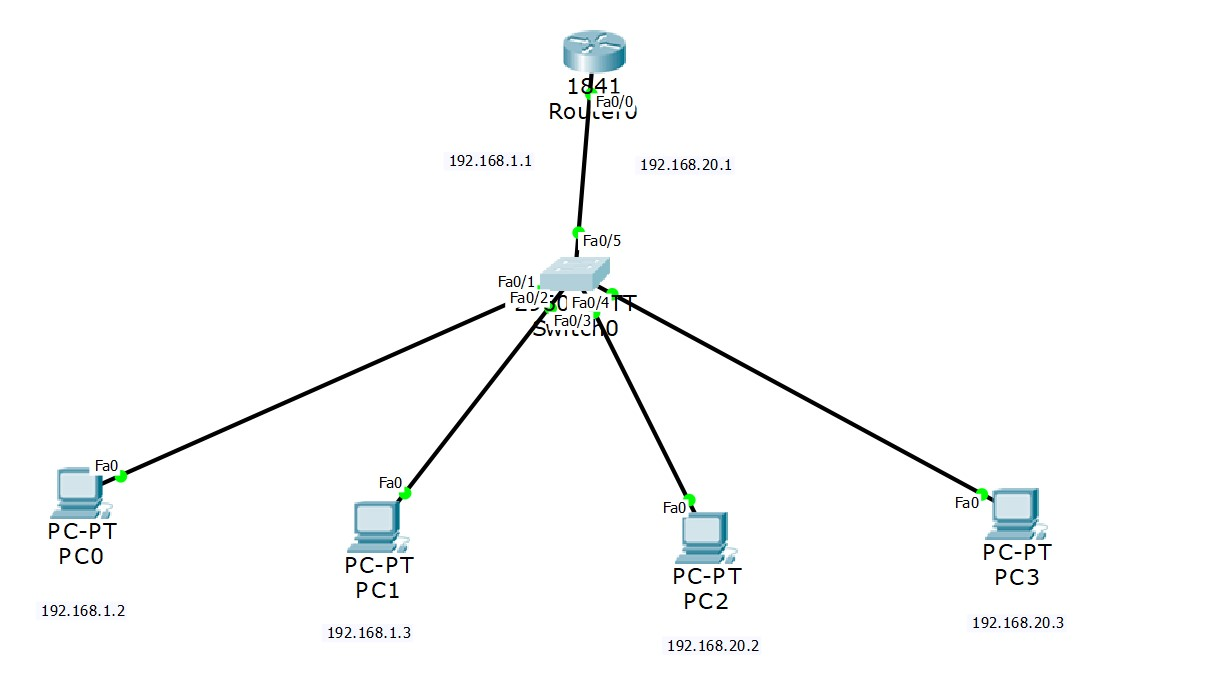 1841
Fa0/0
Router0
192.168.1.1
192.168.20.1
Fa0/5
Fa0/1
Fa0/2
Fa0/4
Fa0/3
Switch0
Fa0
PC-PT
PC0
192.168.1.2
Fa0
PC-PT
PC1
192.168.1.3
Fa0
PC-PT
PC2
192.168.20.2
Fa0
PC-PT
PC3
192.168.20.3